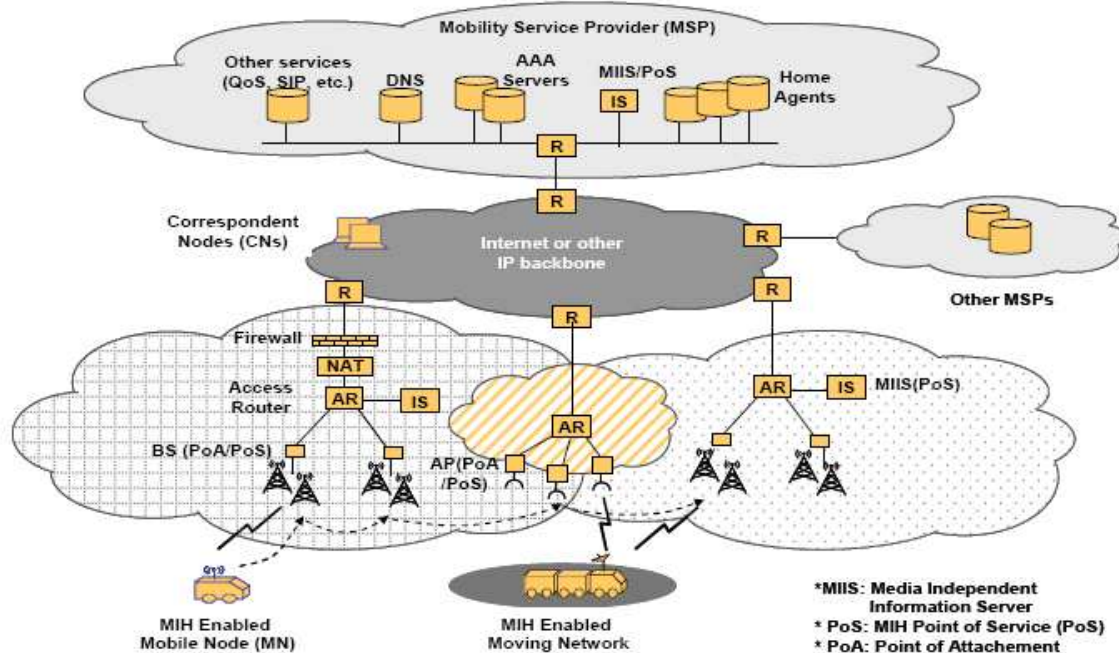 Mobility Service Provider (MSP)
Other services
(QoS, SIP, etc.)
DNS
AAA
Servers
MIIS/PoS
Home
Agents
IS
R
R
Correspondent
Nodes (CNs)
Internet or other
IP backbone
R
Other MSPs
R
R
R
Firewall
NAT
Access
Router
AR
IS
AR
AR
IS
MIIS(PoS)
BS (PoA/PoS)
AP(PoA
/PoS)
MIH Enabled
Mobile Node (MN)
MIH Enabled
Moving Network
*MIIS: Media Independent
Information Server
* PoS: MIH Point of Service (PoS)
* PoA: Point of Attachement